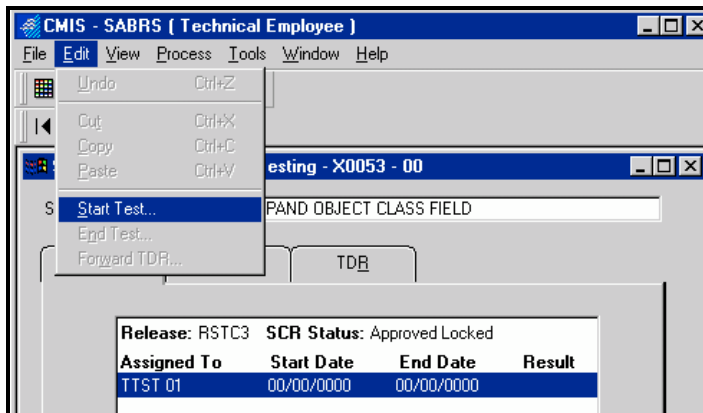 CMIS - SABRS ( Technical Employee )
File Edit View Process Tools Window Help
Undo Ctrl+Z
Cut Ctrl+X
Copy Ctrl+C
Paste Ctrl+V
esting - X0053 - 00
S
Start Test...
PAND OBJECT CLASS FIELD
End Test...
Forward TDR...
TDR
Release: RSTC3 SCR Status: Approved Locked
Assigned To Start Date End Date Result
TTST 01 00/00/0000 00/00/0000